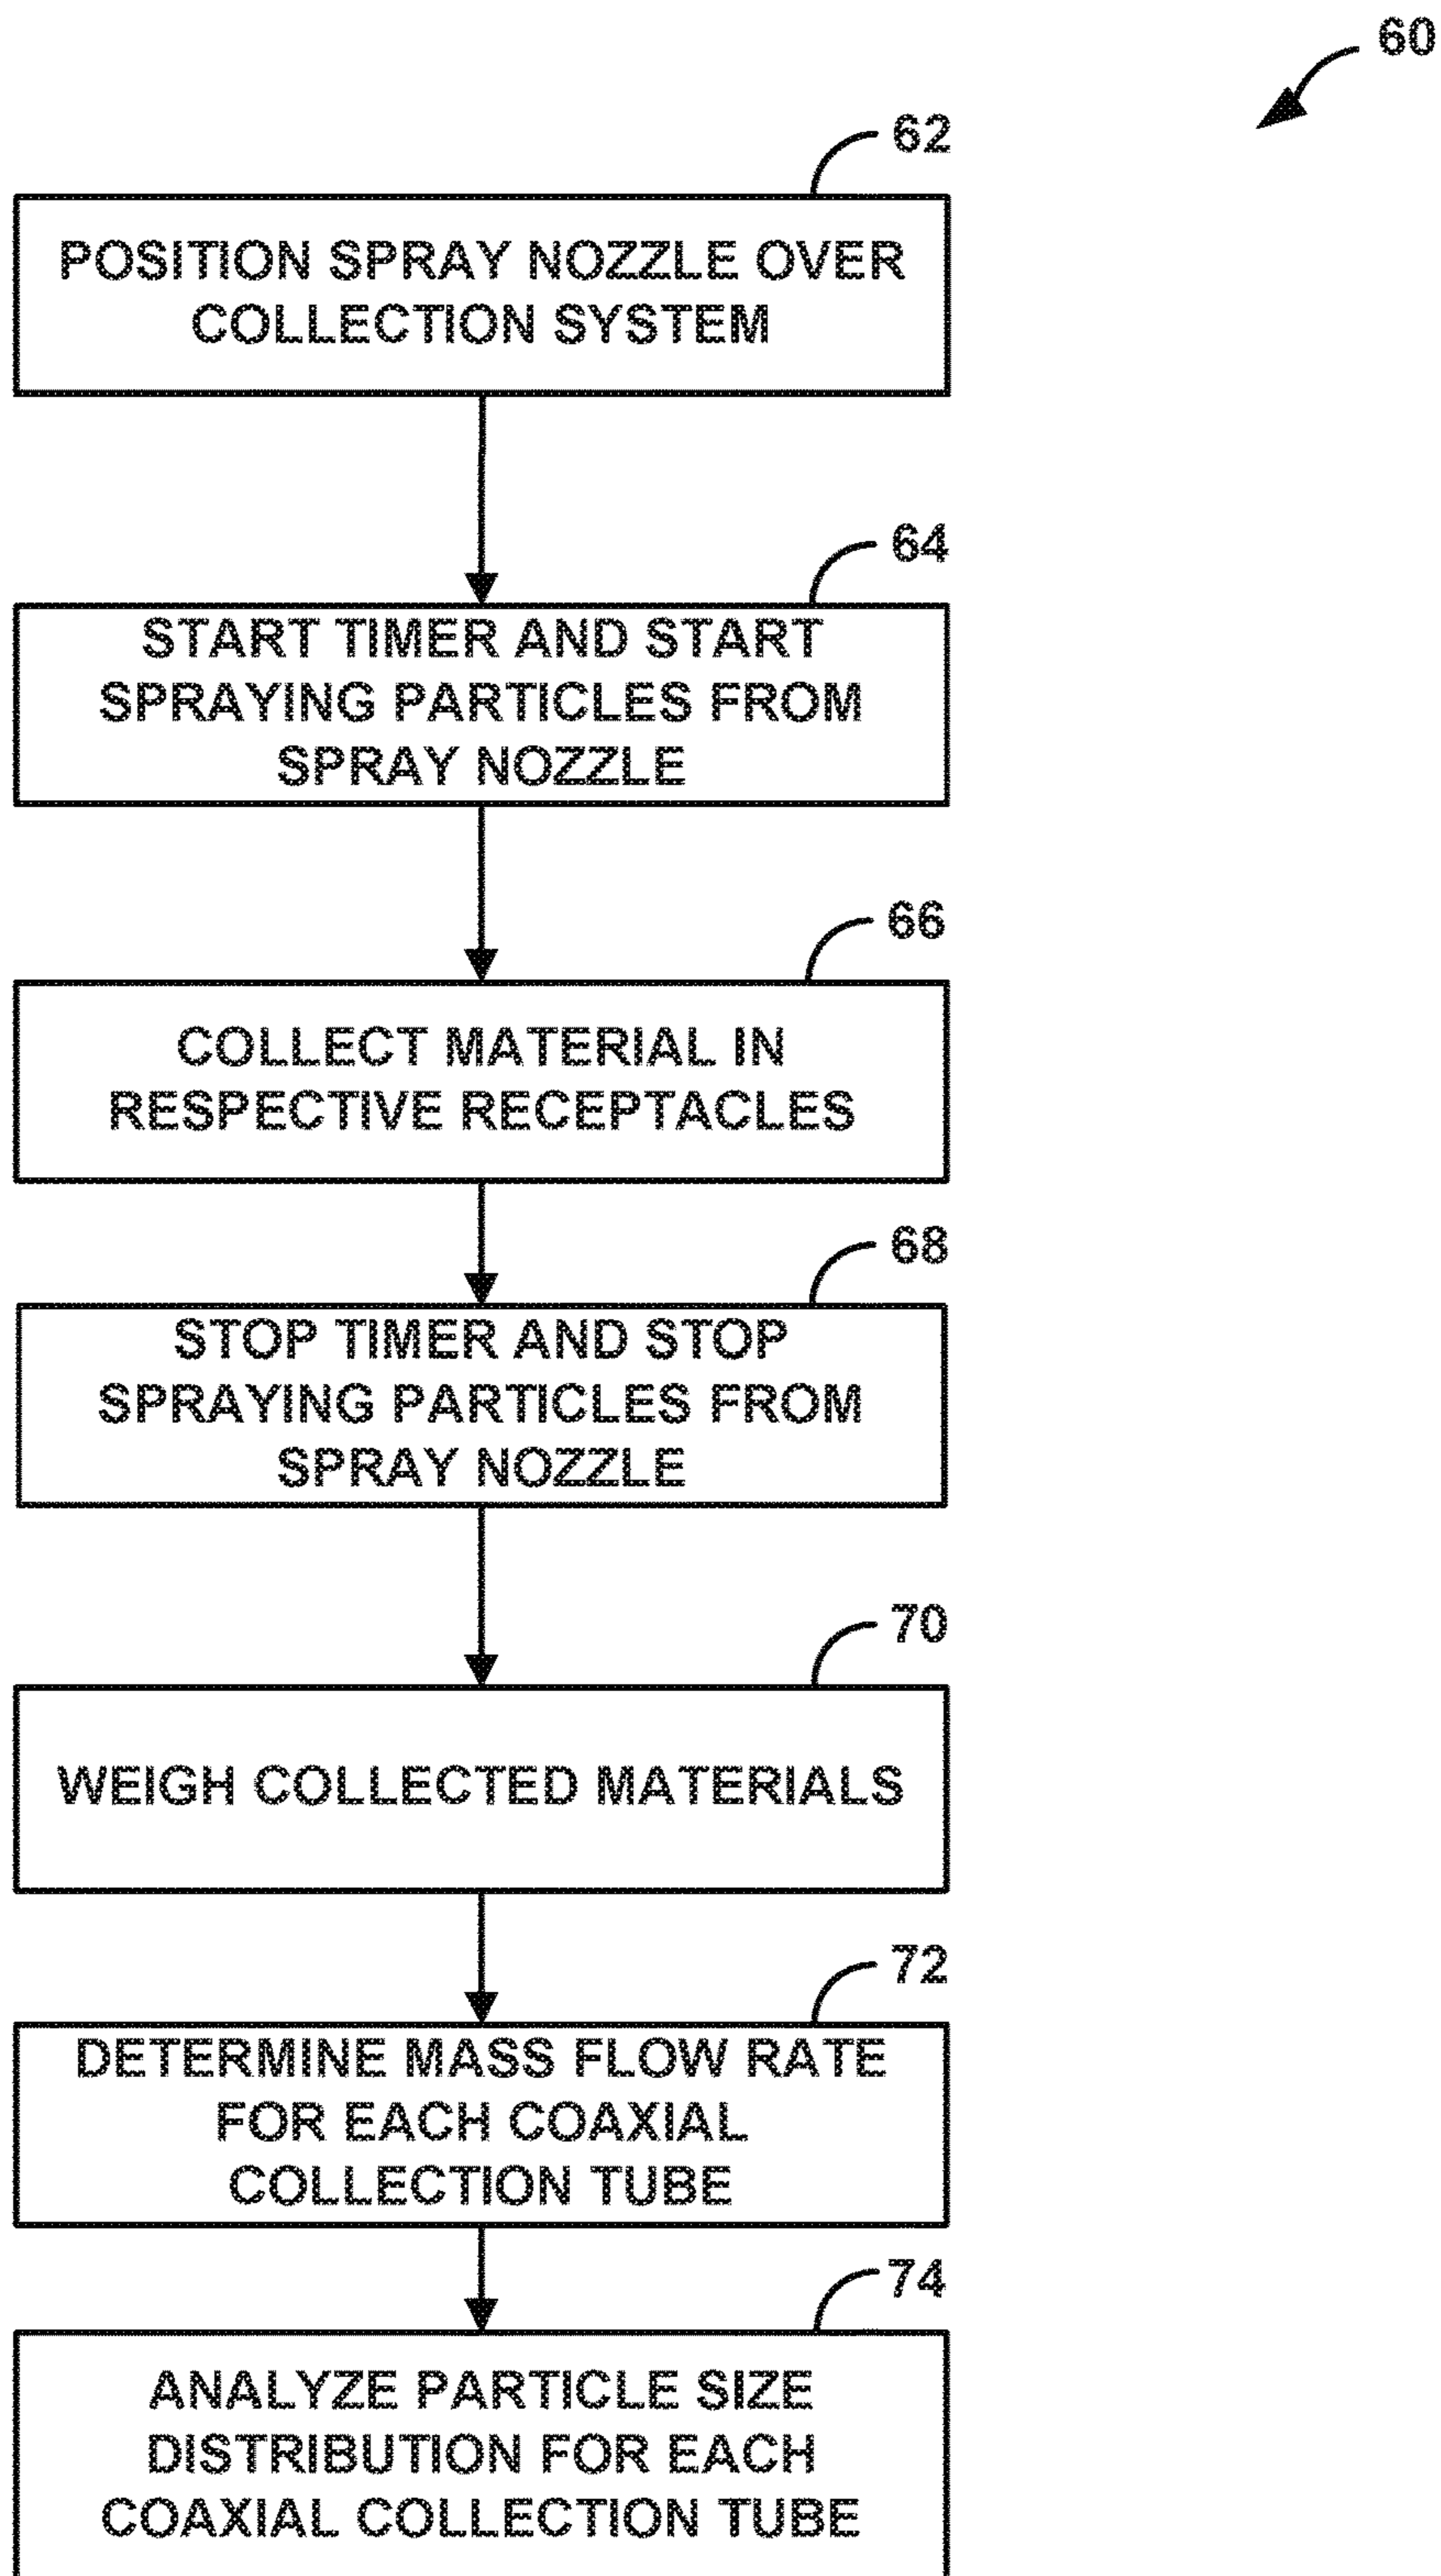 60
62
POSITION SPRAY NOZZLE OVER
COLLECTION SYSTEM
64
START TIMER AND START
SPRAYING PARTICLES FROM
SPRAY NOZZLE
66
COLLECT MATERIAL IN
RESPECTIVE RECEPTACLES
68
STOP TIMER AND STOP
SPRAYING PARTICLES FROM
SPRAY NOZZLE
70
WEIGH COLLECTED MATERIALS
72
DETERMINE MASS FLOW RATE
FOR EACH COAXIAL
COLLECTION TUBE
74
ANALYZE PARTICLE SIZE
DISTRIBUTION FOR EACH
COAXIAL COLLECTION TUBE